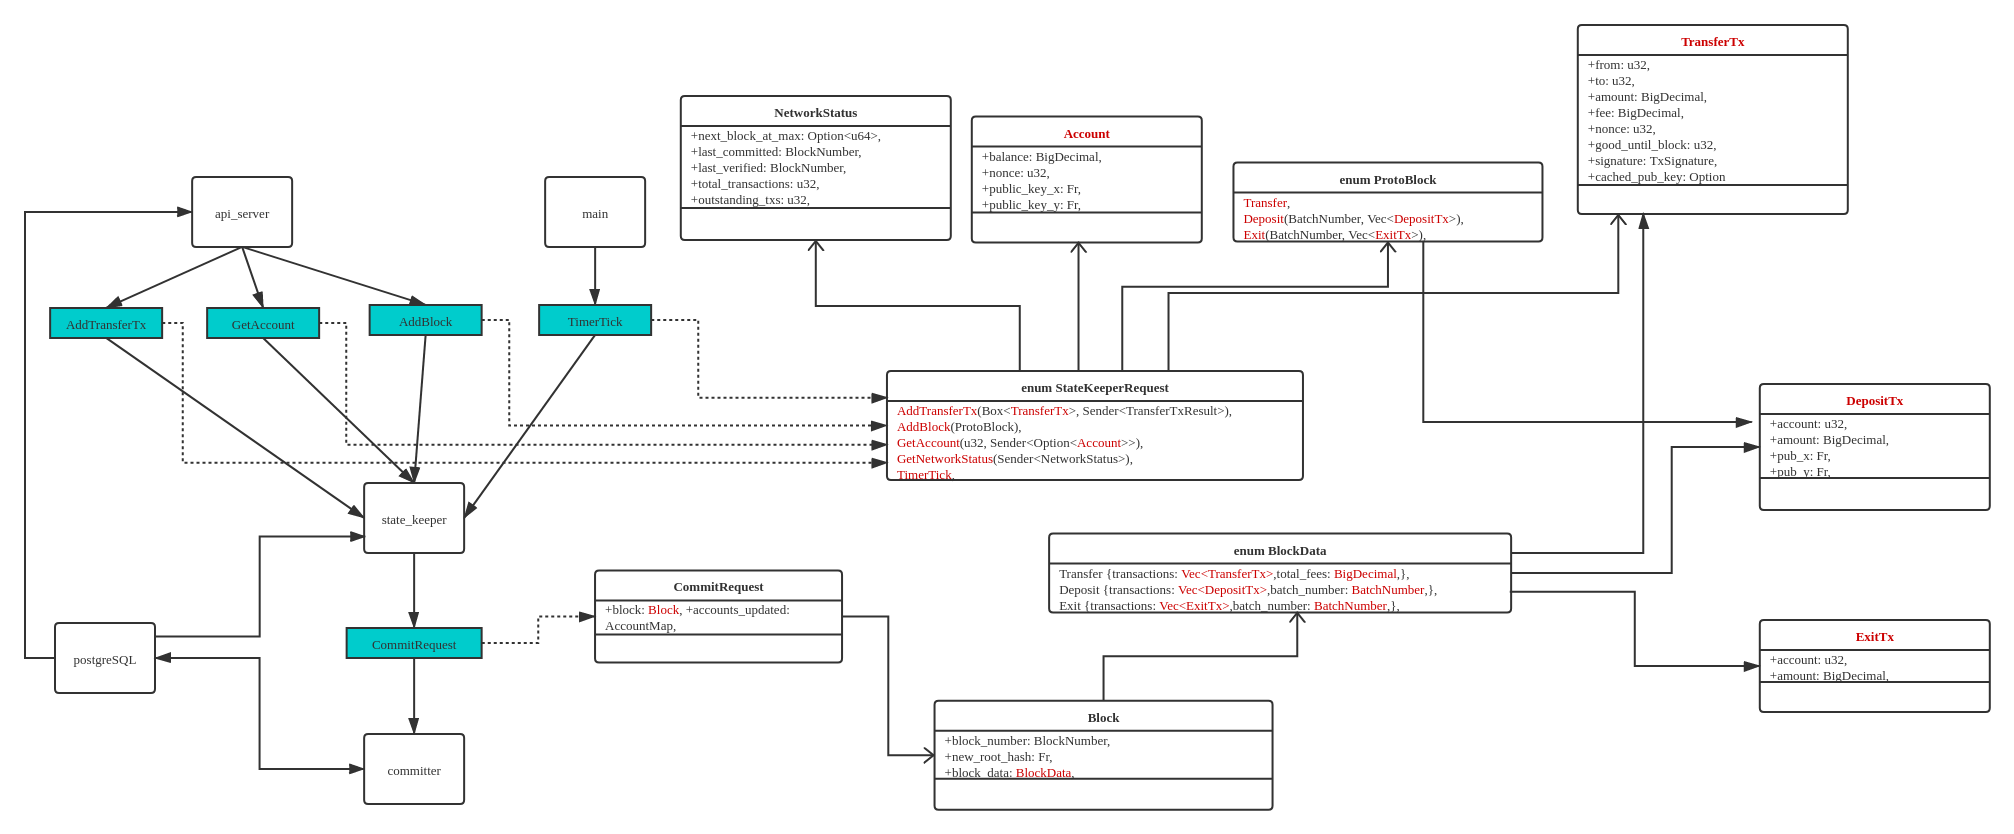 TransferTx
+from: u32,
+to: u32,
+amount: BigDecimal,
+fee: BigDecimal,
+nonce: u32,
+good_until_block: u32,
+signature: TxSignature,
+cached_pub_key: Option
NetworkStatus
+next_block_at_max: Option<u64>,
+last_committed: BlockNumber,
+last_verified: BlockNumber,
+total_transactions: u32,
+outstanding_txs: u32,
Account
+balance: BigDecimal,
+nonce: u32,
+public_key_x: Fr,
+public_key_y: Fr,
enum ProtoBlock
Transfer,
Deposit(BatchNumber, Vec<DepositTx>),
Exit(BatchNumber, Vec<ExitTx>),
api_server
main
AddTransferTx
GetAccount
AddBlock
TimerTick
enum StateKeeperRequest
AddTransferTx(Box<TransferTx>, Sender<TransferTxResult>),
AddBlock(ProtoBlock),
GetAccount(u32, Sender<Option<Account>>),
GetNetworkStatus(Sender<NetworkStatus>),
TimerTick,
DepositTx
+account: u32,
+amount: BigDecimal,
+pub_x: Fr,
+pub_y: Fr,
state_keeper
enum BlockData
Transfer {transactions: Vec<TransferTx>,total_fees: BigDecimal,},
Deposit {transactions: Vec<DepositTx>,batch_number: BatchNumber,},
Exit {transactions: Vec<ExitTx>,batch_number: BatchNumber,},
CommitRequest
+block: Block, +accounts_updated:
AccountMap,
postgreSQL
CommitRequest
ExitTx
+account: u32,
+amount: BigDecimal,
Block
+block_number: BlockNumber,
+new_root_hash: Fr,
+block_data: BlockData,
committer